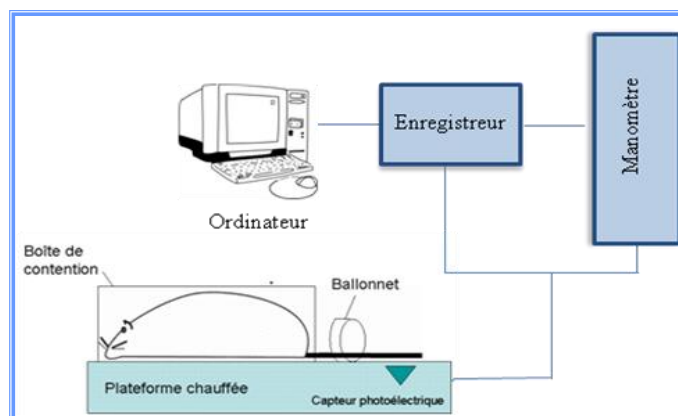 Enregistreur
Manomètre
Ordinateur
Boîte de
contention
Ballonnet
Plateforme chauffée
Capteur photoélectrique